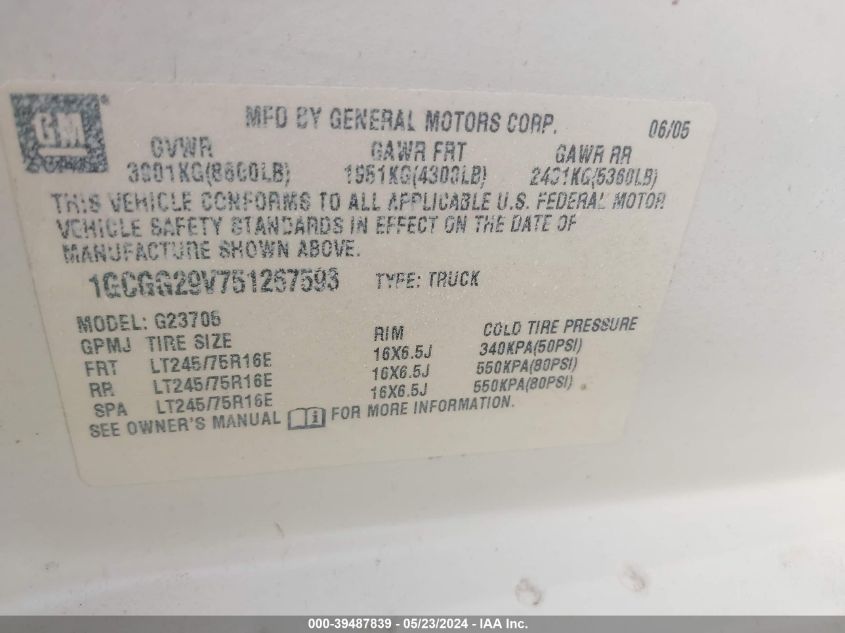 GM
MFD BY GENERAL MOTORS CORP. 06/05
GVWR GAWR FRT GAWR RR
3901KG(8600LB) 1951KG(4300LB) 2431KG(5360LB)
THIS VEHICLE CONFORMS TO ALL APPLICABLE U.S. FEDERAL MOTOR
VEHICLE SAFETY STANDARDS IN EFFECT ON THE DATE OF
MANUFACTURE SHOWN ABOVE.
1GCGG29V751267593 TYPE: TRUCK
MODEL: G23705
GPMJ TIRE SIZE RIM COLD TIRE PRESSURE
FRT LT245/75R16E 16X6.5J 340KPA(50PSI)
RR LT245/75R16E 16X6.5J 550KPA(80PSI)
SPA LT245/75R16E 16X6.5J 550KPA(80PSI)
SEE OWNER'S MANUAL FOR MORE INFORMATION.
000-39487839 - 05/23/2024 - IAA Inc.